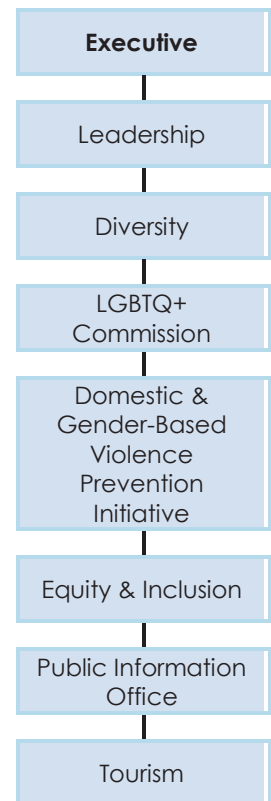 Executive
Leadership
Diversity
LGBTQ+
Commission
Domestic &
Gender-Based
Violence
Prevention
Initiative
Equity & Inclusion
Public Information
Office
Tourism